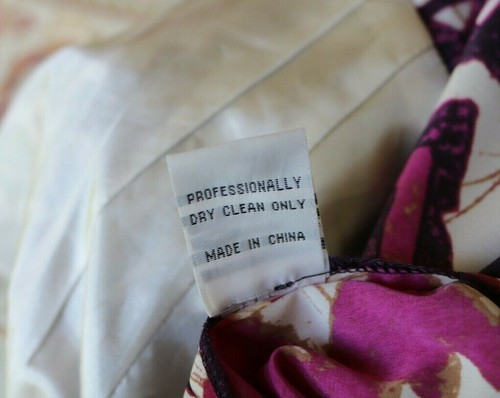 PROFESSIONALLY
DRY CLEAN ONLY
MADE IN CHINA